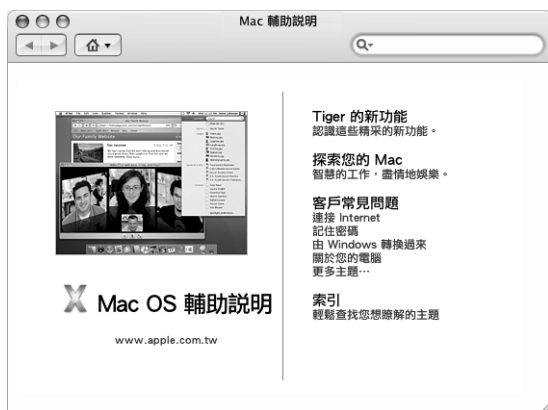 Mac 輔助説明
Mac OS 輔助説明
www.apple.com.tw
Tiger 的新功能
認識這些精采的新功能。
探索您的 Mac
智慧的工作，盡情地娛樂。
客戶常見問題
連接 Internet
記住密碼
由 Windows 轉換過來
關於您的電腦
更多主題…
索引
輕鬆查找您想瞭解的主題